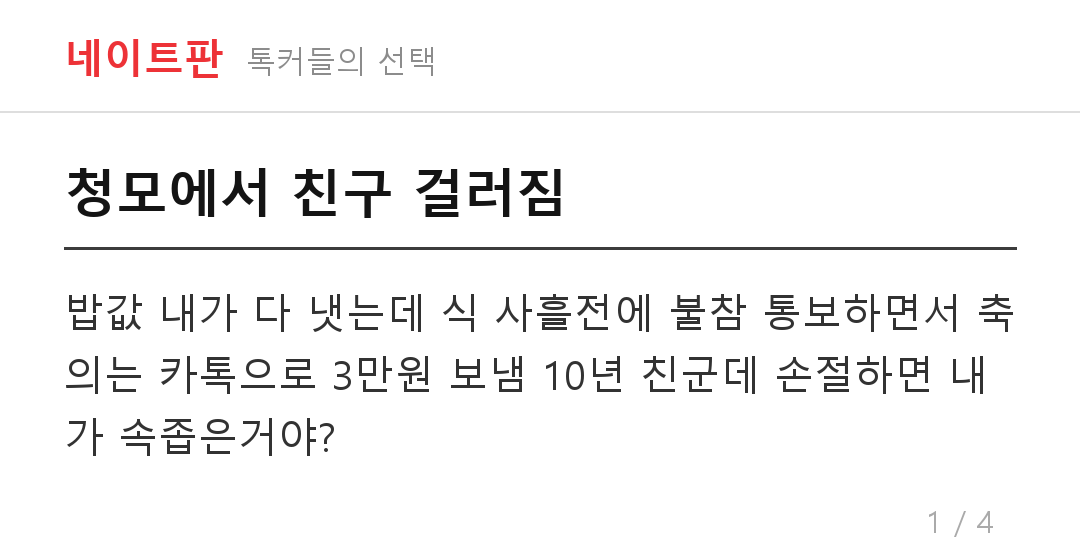 네이트판 톡커들의 선택
청모에서 친구 걸러짐
밥값 내가 다 냇는데 식 사흘전에 불참 통보하면서 축
의는 카톡으로 3만원 보냄 10년 친군데 손절하면 내
가 속좁은거야?
1 / 4